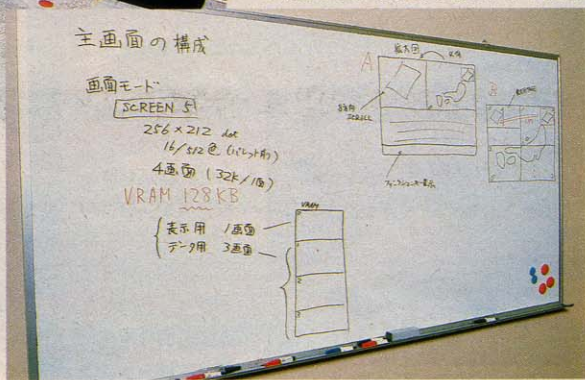 主画面の構成
画面モード
SCREEN 5
256×212 dot
16/512色 (パレット有)
4画面 (32K/1画)
VRAM 128KB
表示用 1画面
データ用 3画面
VRAM
A
B